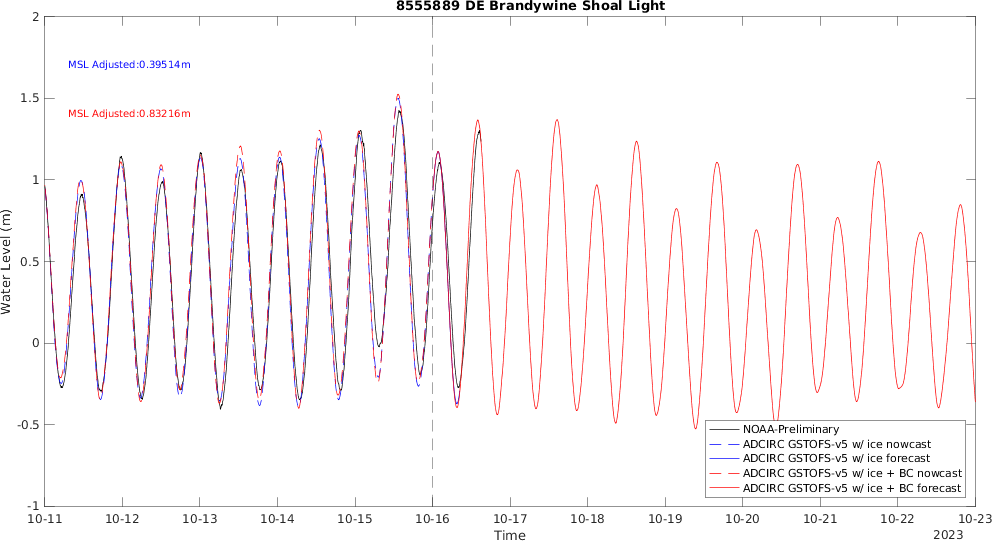 8555889 DE Brandywine Shoal Light
MSL Adjusted:0.39514m
MSL Adjusted:0.83216m
Water Level (m)
2
1.5
1
0.5
0
-0.5
-1
NOAA-Preliminary
ADCIRC GSTOFS-v5 w/ ice nowcast
ADCIRC GSTOFS-v5 w/ ice forecast
ADCIRC GSTOFS-v5 w/ ice + BC nowcast
ADCIRC GSTOFS-v5 w/ ice + BC forecast
10-11 10-12 10-13 10-14 10-15 10-16 10-17 10-18 10-19 10-20 10-21 10-22 10-23
Time
2023